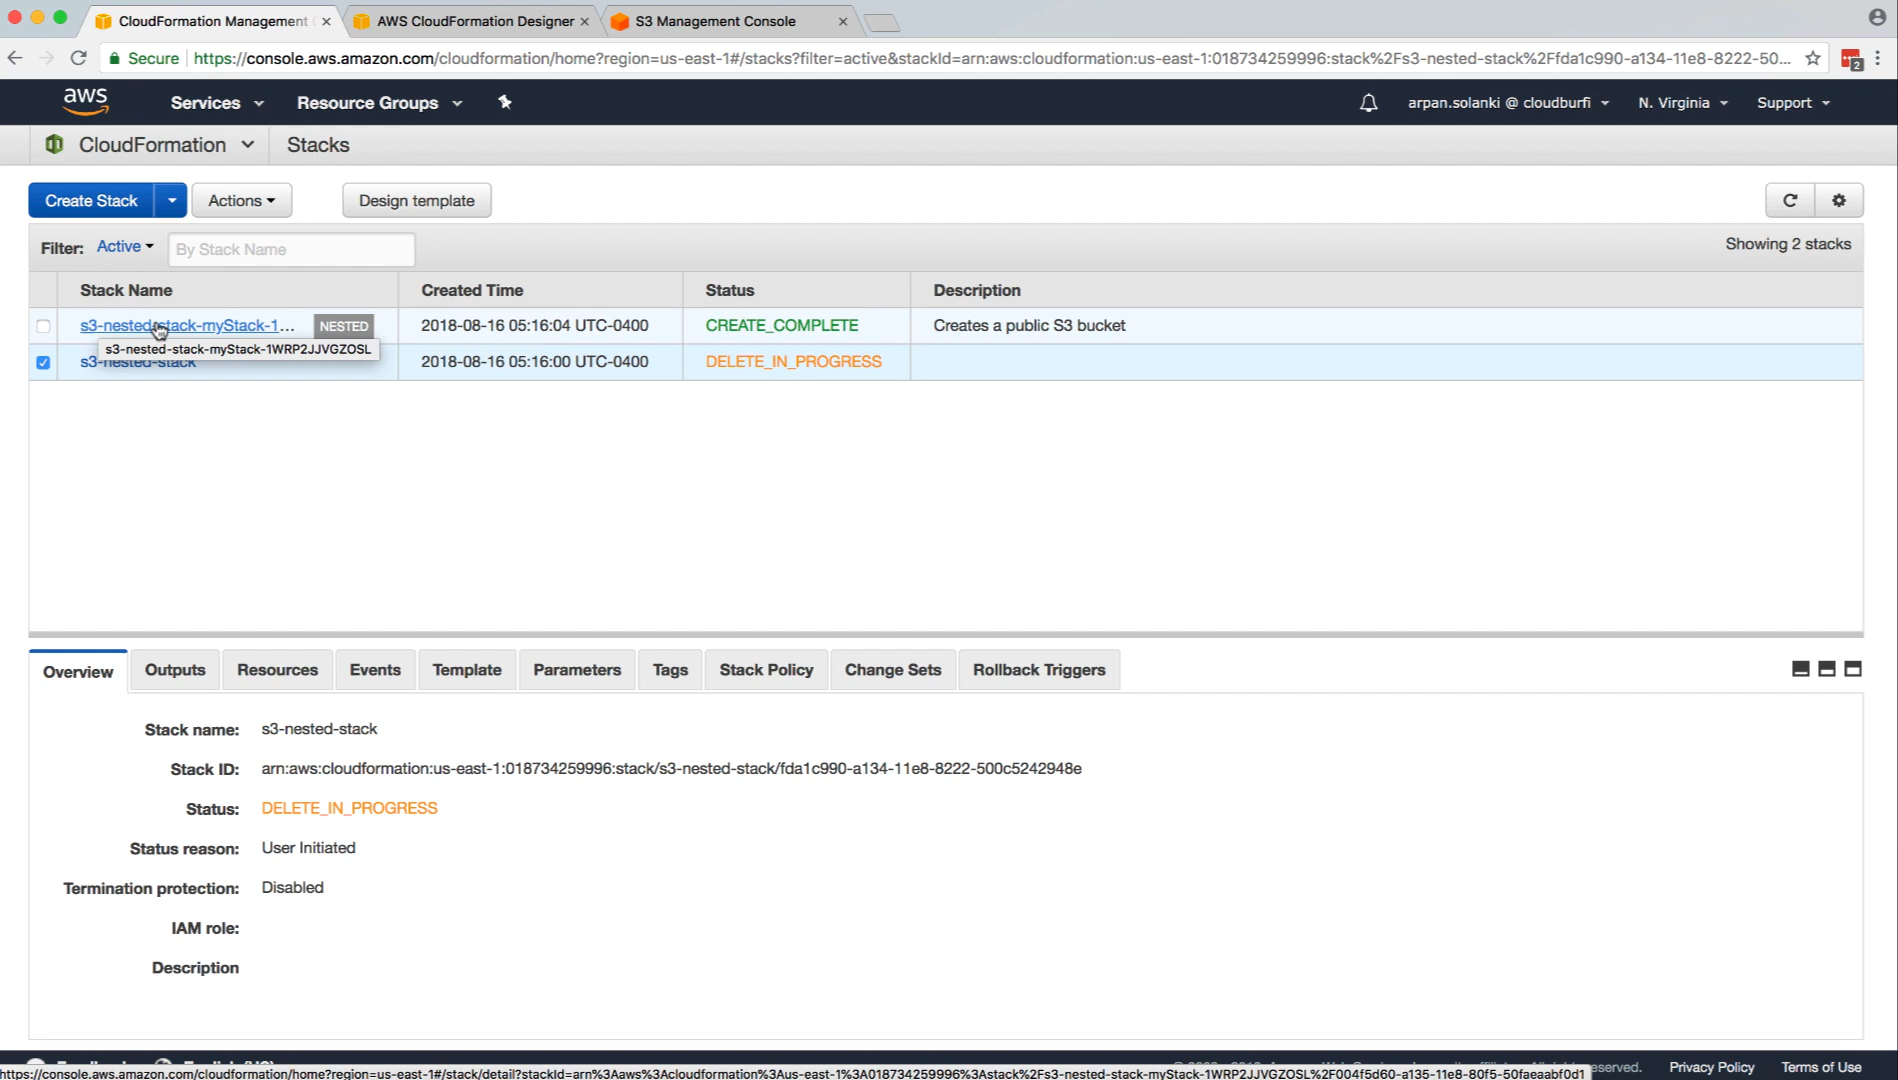 CloudFormation Management C
AWS CloudFormation Designer
S3 Management Console
Secure
https://console.aws.amazon.com/cloudformation/home?region=us-east-1#/stacks?filter=active&stackId=arn:aws:cloudformation:us-east-1:018734259996:stack%2Fs3-nested-stack%2Ffda1c990-a134-11e8-8222-50...
2
aws
Services
Resource Groups
arpan.solanki @ cloudburfi
N. Virginia
Support
CloudFormation
Stacks
Create Stack
Actions
Design template
Filter:
Active
By Stack Name
Showing 2 stacks
Stack Name
Created Time
Status
Description
s3-nested-stack-myStack-1...
NESTED
2018-08-16 05:16:04 UTC-0400
CREATE_COMPLETE
Creates a public S3 bucket
s3-nested-stack-myStack-1WRP2JJVGZOSL
s3-nested-stack
2018-08-16 05:16:00 UTC-0400
DELETE_IN_PROGRESS
Overview
Outputs
Resources
Events
Template
Parameters
Tags
Stack Policy
Change Sets
Rollback Triggers
Stack name:
s3-nested-stack
Stack ID:
arn:aws:cloudformation:us-east-1:018734259996:stack/s3-nested-stack/fda1c990-a134-11e8-8222-500c5242948e
Status:
DELETE_IN_PROGRESS
Status reason:
User Initiated
Termination protection:
Disabled
IAM role:
Description
eserved.
Privacy Policy
Terms of Use
https://console.aws.amazon.com/cloudformation/home?region=us-east-1#/stack/detail?stackId=arn%3Aaws%3Acloudformation%3Aus-east-1%3A018734259996%3Astack%2Fs3-nested-stack-myStack-1WRP2JJVGZOSL%2F004f5d60-a135-11e8-80f5-50faeaabf0d1